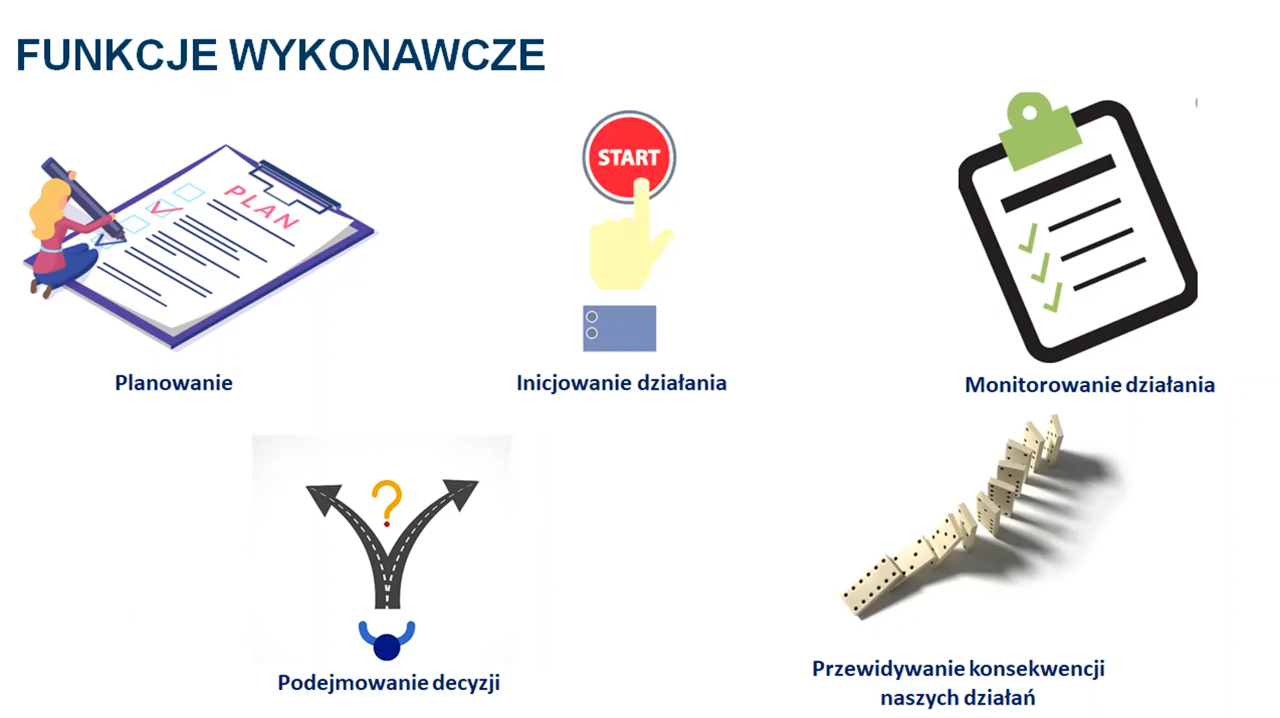 FUNKCJE WYKONAWCZE
PLAN
START
Planowanie
Inicjowanie działania
Monitorowanie działania
?
Podejmowanie decyzji
Przewidywanie konsekwencji
naszych działań